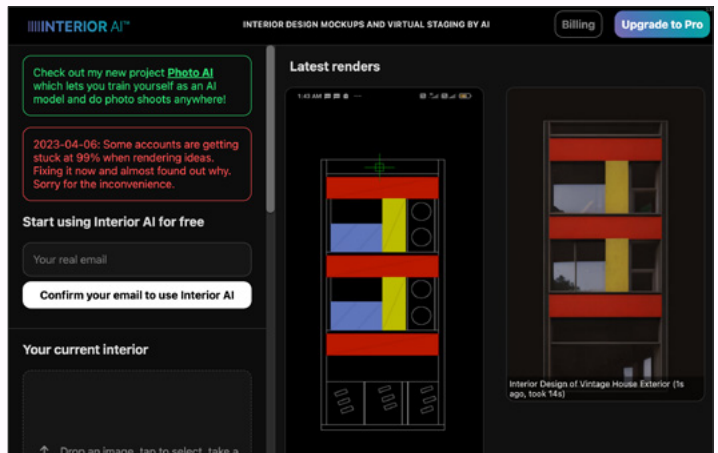 INTERIOR AI™
INTERIOR DESIGN MOCKUPS AND VIRTUAL STAGING BY AI
Billing
Upgrade to Pro
Check out my new project Photo AI
which lets you train yourself as an AI
model and do photo shoots anywhere!
2023-04-06: Some accounts are getting
stuck at 99% when rendering ideas.
Fixing it now and almost found out why.
Sorry for the inconvenience.
Start using Interior AI for free
Your real email
Confirm your email to use Interior AI
Your current interior
Drop an image, tap to select, take a
Latest renders
1:43 AM
Interior Design of Vintage House Exterior (1s
ago, took 14s)